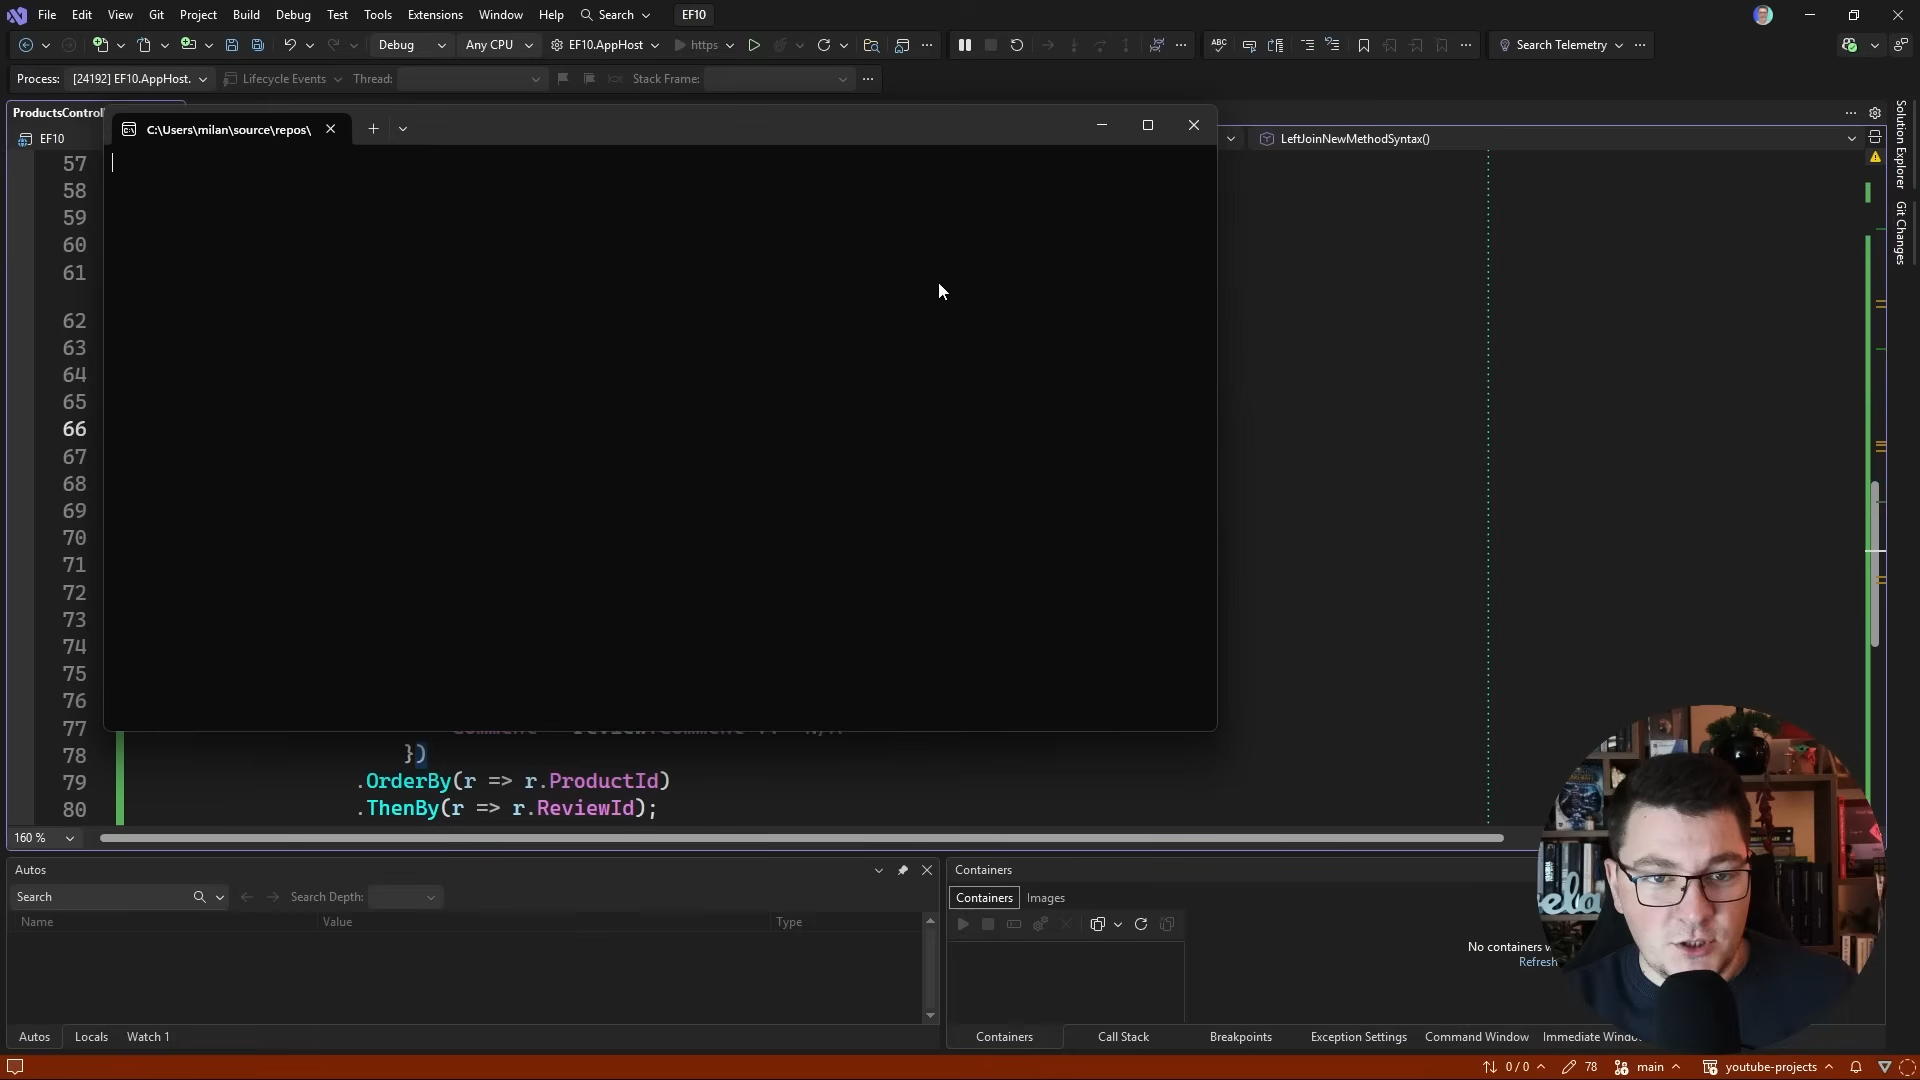 File Edit View Git Project Build Debug Test Tools Extensions Window Help Search EF10
Debug Any CPU EF10.AppHost https Search Telemetry
Process: [24192] EF10.AppHost. Lifecycle Events Thread: Stack Frame:
C:\Users\milan\source\repos\
EF10 LeftJoinNewMethodSyntax()
Solution Explorer
Git Changes
57
58
59
60
61
62
63
64
65
66
67
68
69
70
71
72
73
74
75
76
77
78 })
79 .OrderBy(r => r.ProductId)
80 .ThenBy(r => r.ReviewId);
160 %
Autos
Search Search Depth:
Name Value Type
Autos Locals Watch 1
Containers
Containers Images
No containers
Refresh
Containers Call Stack Breakpoints Exception Settings Command Window Immediate
0 / 0 78 main youtube-projects